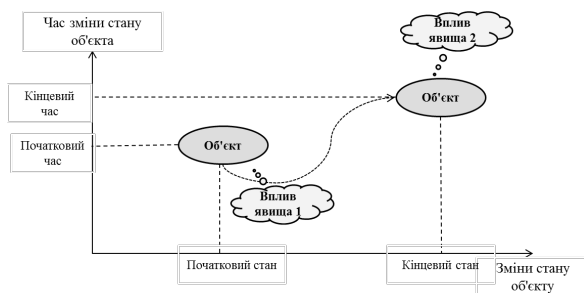 Час зміни стану
об'єкта
Вплив
явища 2
Кінцевий
час
Об'єкт
Початковий
час
Об'єкт
Вплив
явища 1
Початковий стан
Кінцевий стан
Зміни стану
об'єкту